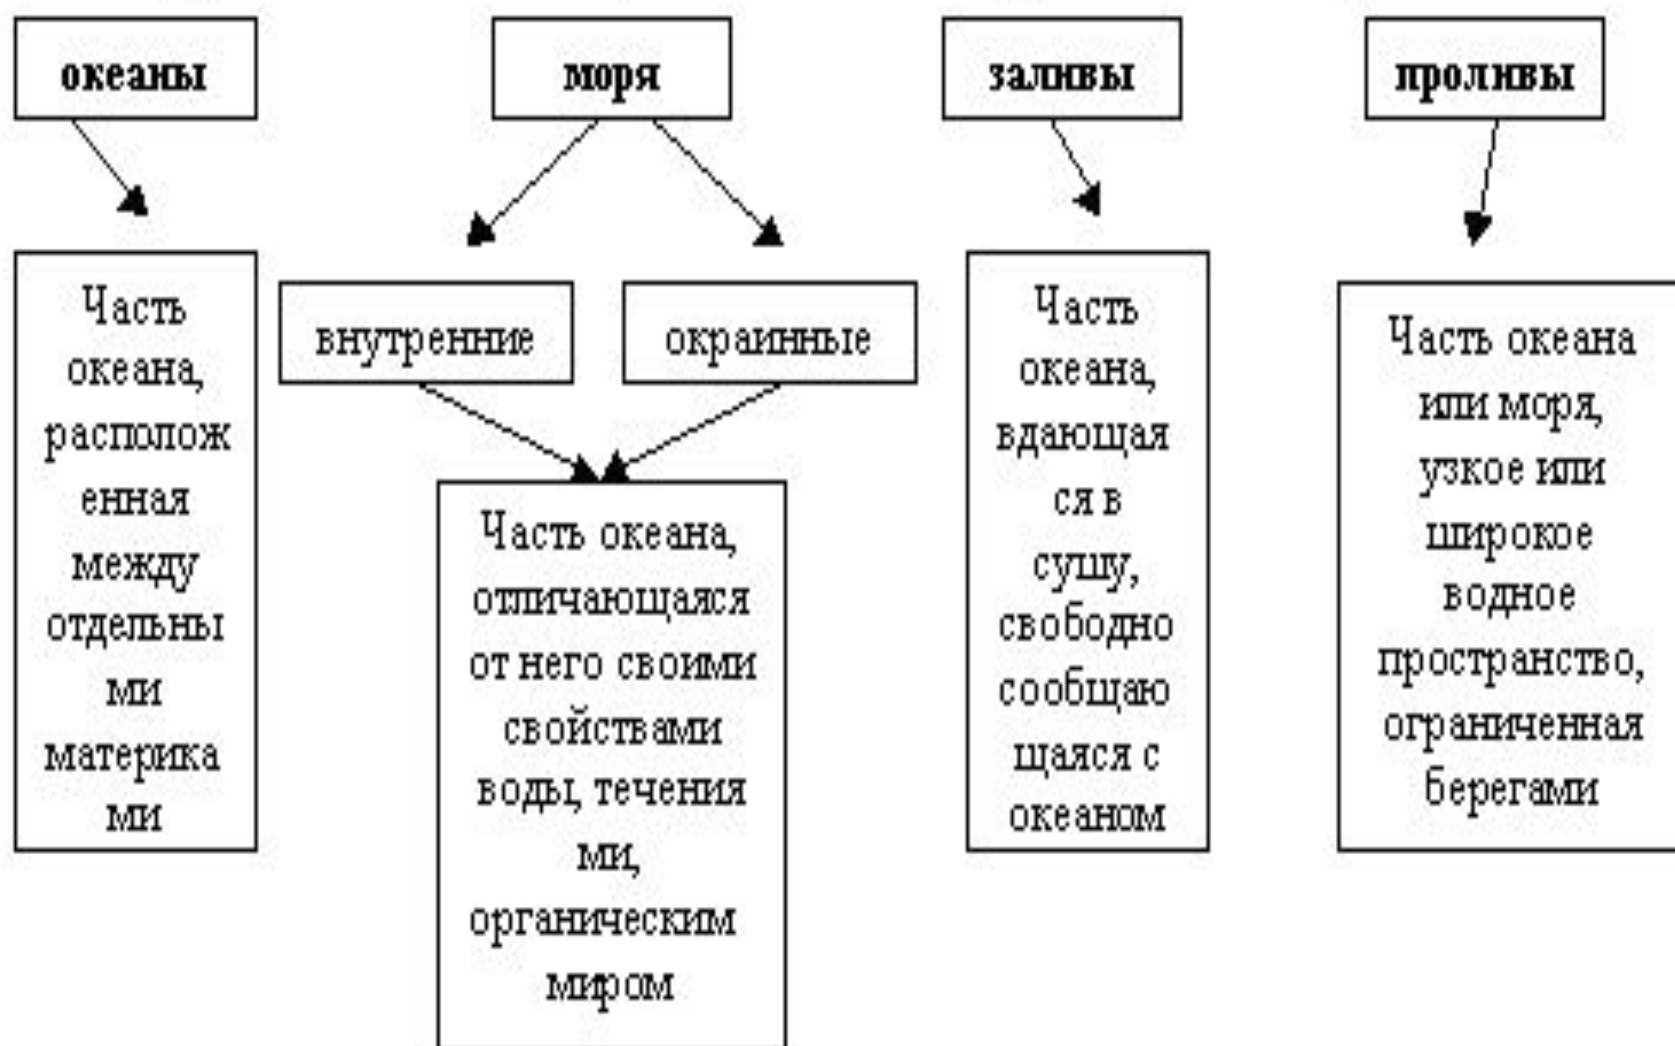 океаны
моря
заливы
проливы
Часть
океана,
располож
енная
между
отдельны
ми
материка
ми
внутренние
окраинные
Часть океана,
отличающаяся
от него своими
свойствами
воды, течения
ми,
органическим
миром
Часть
океана,
вдающая
ся в
сушу,
свободно
сообщаю
щаяся с
океаном
Часть океана
или моря,
узкое или
широкое
водное
пространство,
ограниченная
берегами